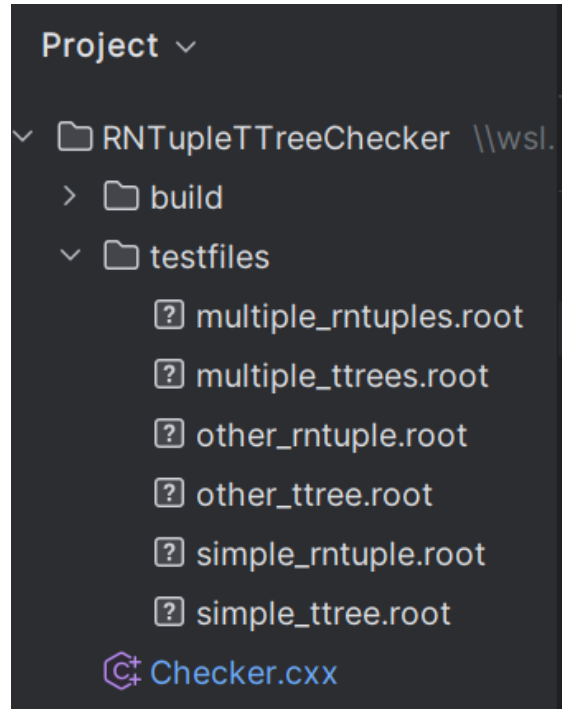 Project
RNTupleTTreeChecker \\wsl.
build
testfiles
multiple_rntuples.root
multiple_ttrees.root
other_rntuple.root
other_ttree.root
simple_rntuple.root
simple_ttree.root
Checker.cxx